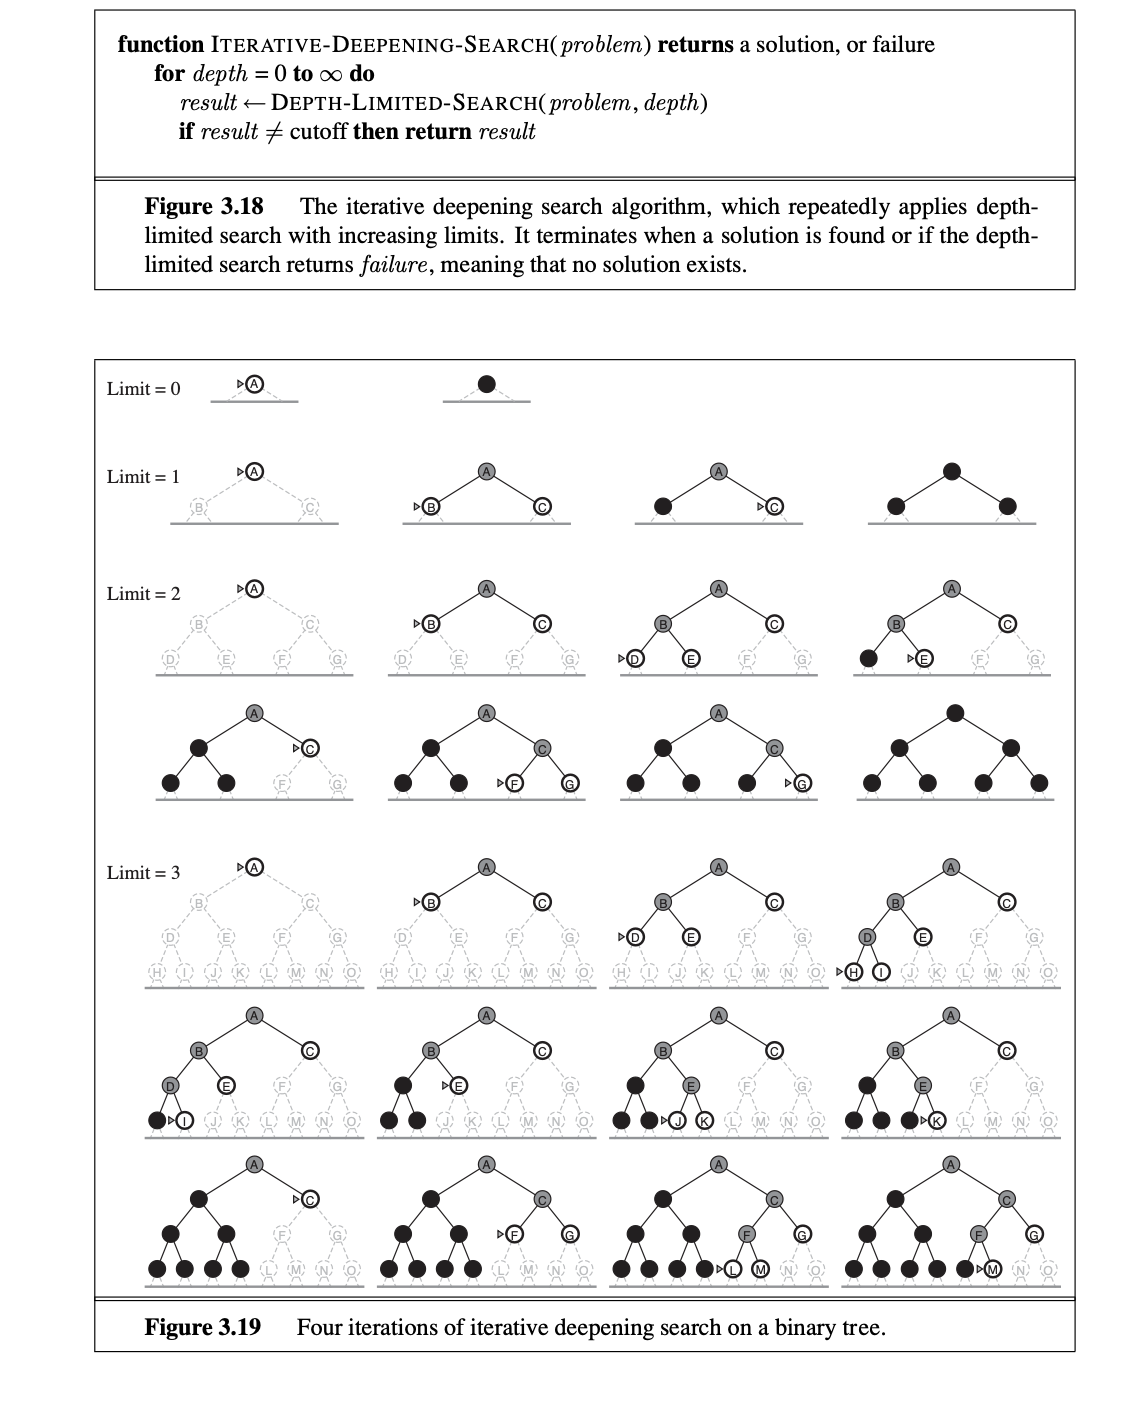 function ITERATIVE-DEEPENING-SEARCH(problem) returns a solution, or failure
for depth = 0 to ∞ do
result ← DEPTH-LIMITED-SEARCH(problem, depth)
if result ≠ cutoff then return result
Figure 3.18 The iterative deepening search algorithm, which repeatedly applies depth-
limited search with increasing limits. It terminates when a solution is found or if the depth-
limited search returns failure, meaning that no solution exists.
Limit = 0 A
Limit = 1 A A A
B C B C C
Limit = 2 A A A A
B C B C B C B C
D E F G D E F G D E F G E F G
A A A
C C C
F G F G G
Limit = 3 A A A A
B C B C B C B C
D E F G D E F G D E F G D E F G
H I J K L M N O H I J K L M N O H I J K L M N O H I J K L M N O
A A A A
B C B C B C B C
D E F G E F G E F G E F G
I J K L M N O J K L M N O J K L M N O K L M N O
A A A A
C C C C
F G F G F G F G
L M N O L M N O L M N O M N O
Figure 3.19 Four iterations of iterative deepening search on a binary tree.